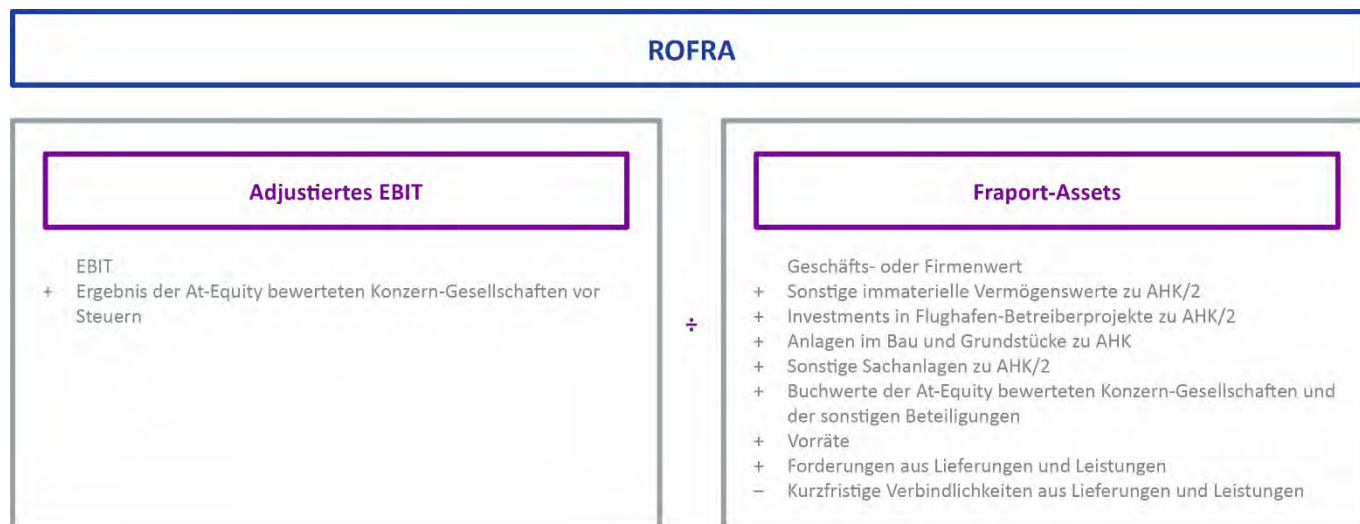 ROFRA
Adjustiertes EBIT
EBIT
+ Ergebnis der At-Equity bewerteten Konzern-Gesellschaften vor
Steuern
÷
Fraport-Assets
Geschäfts- oder Firmenwert
+ Sonstige immaterielle Vermögenswerte zu AHK/2
+ Investments in Flughafen-Betreiberprojekte zu AHK/2
+ Anlagen im Bau und Grundstücke zu AHK
+ Sonstige Sachanlagen zu AHK/2
+ Buchwerte der At-Equity bewerteten Konzern-Gesellschaften und
der sonstigen Beteiligungen
+ Vorräte
+ Forderungen aus Lieferungen und Leistungen
– Kurzfristige Verbindlichkeiten aus Lieferungen und Leistungen